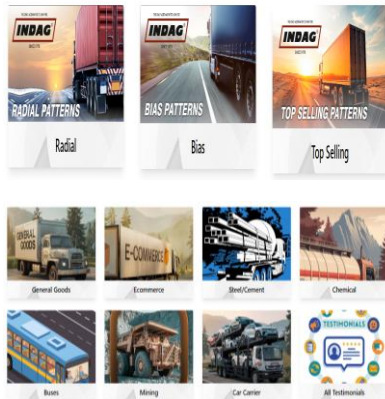 INDAG
RADIAL PATTERNS
Radial
INDAG
BIAS PATTERNS
Bias
INDAG
TOP SELLING PATTERNS
Top Selling
GENERAL GOODS
General Goods
E-COMMERCE
Ecommerce
Steel/Cement
Chemical
Buses
Mining
Car Carrier
TESTIMONIALS
All Testimonials